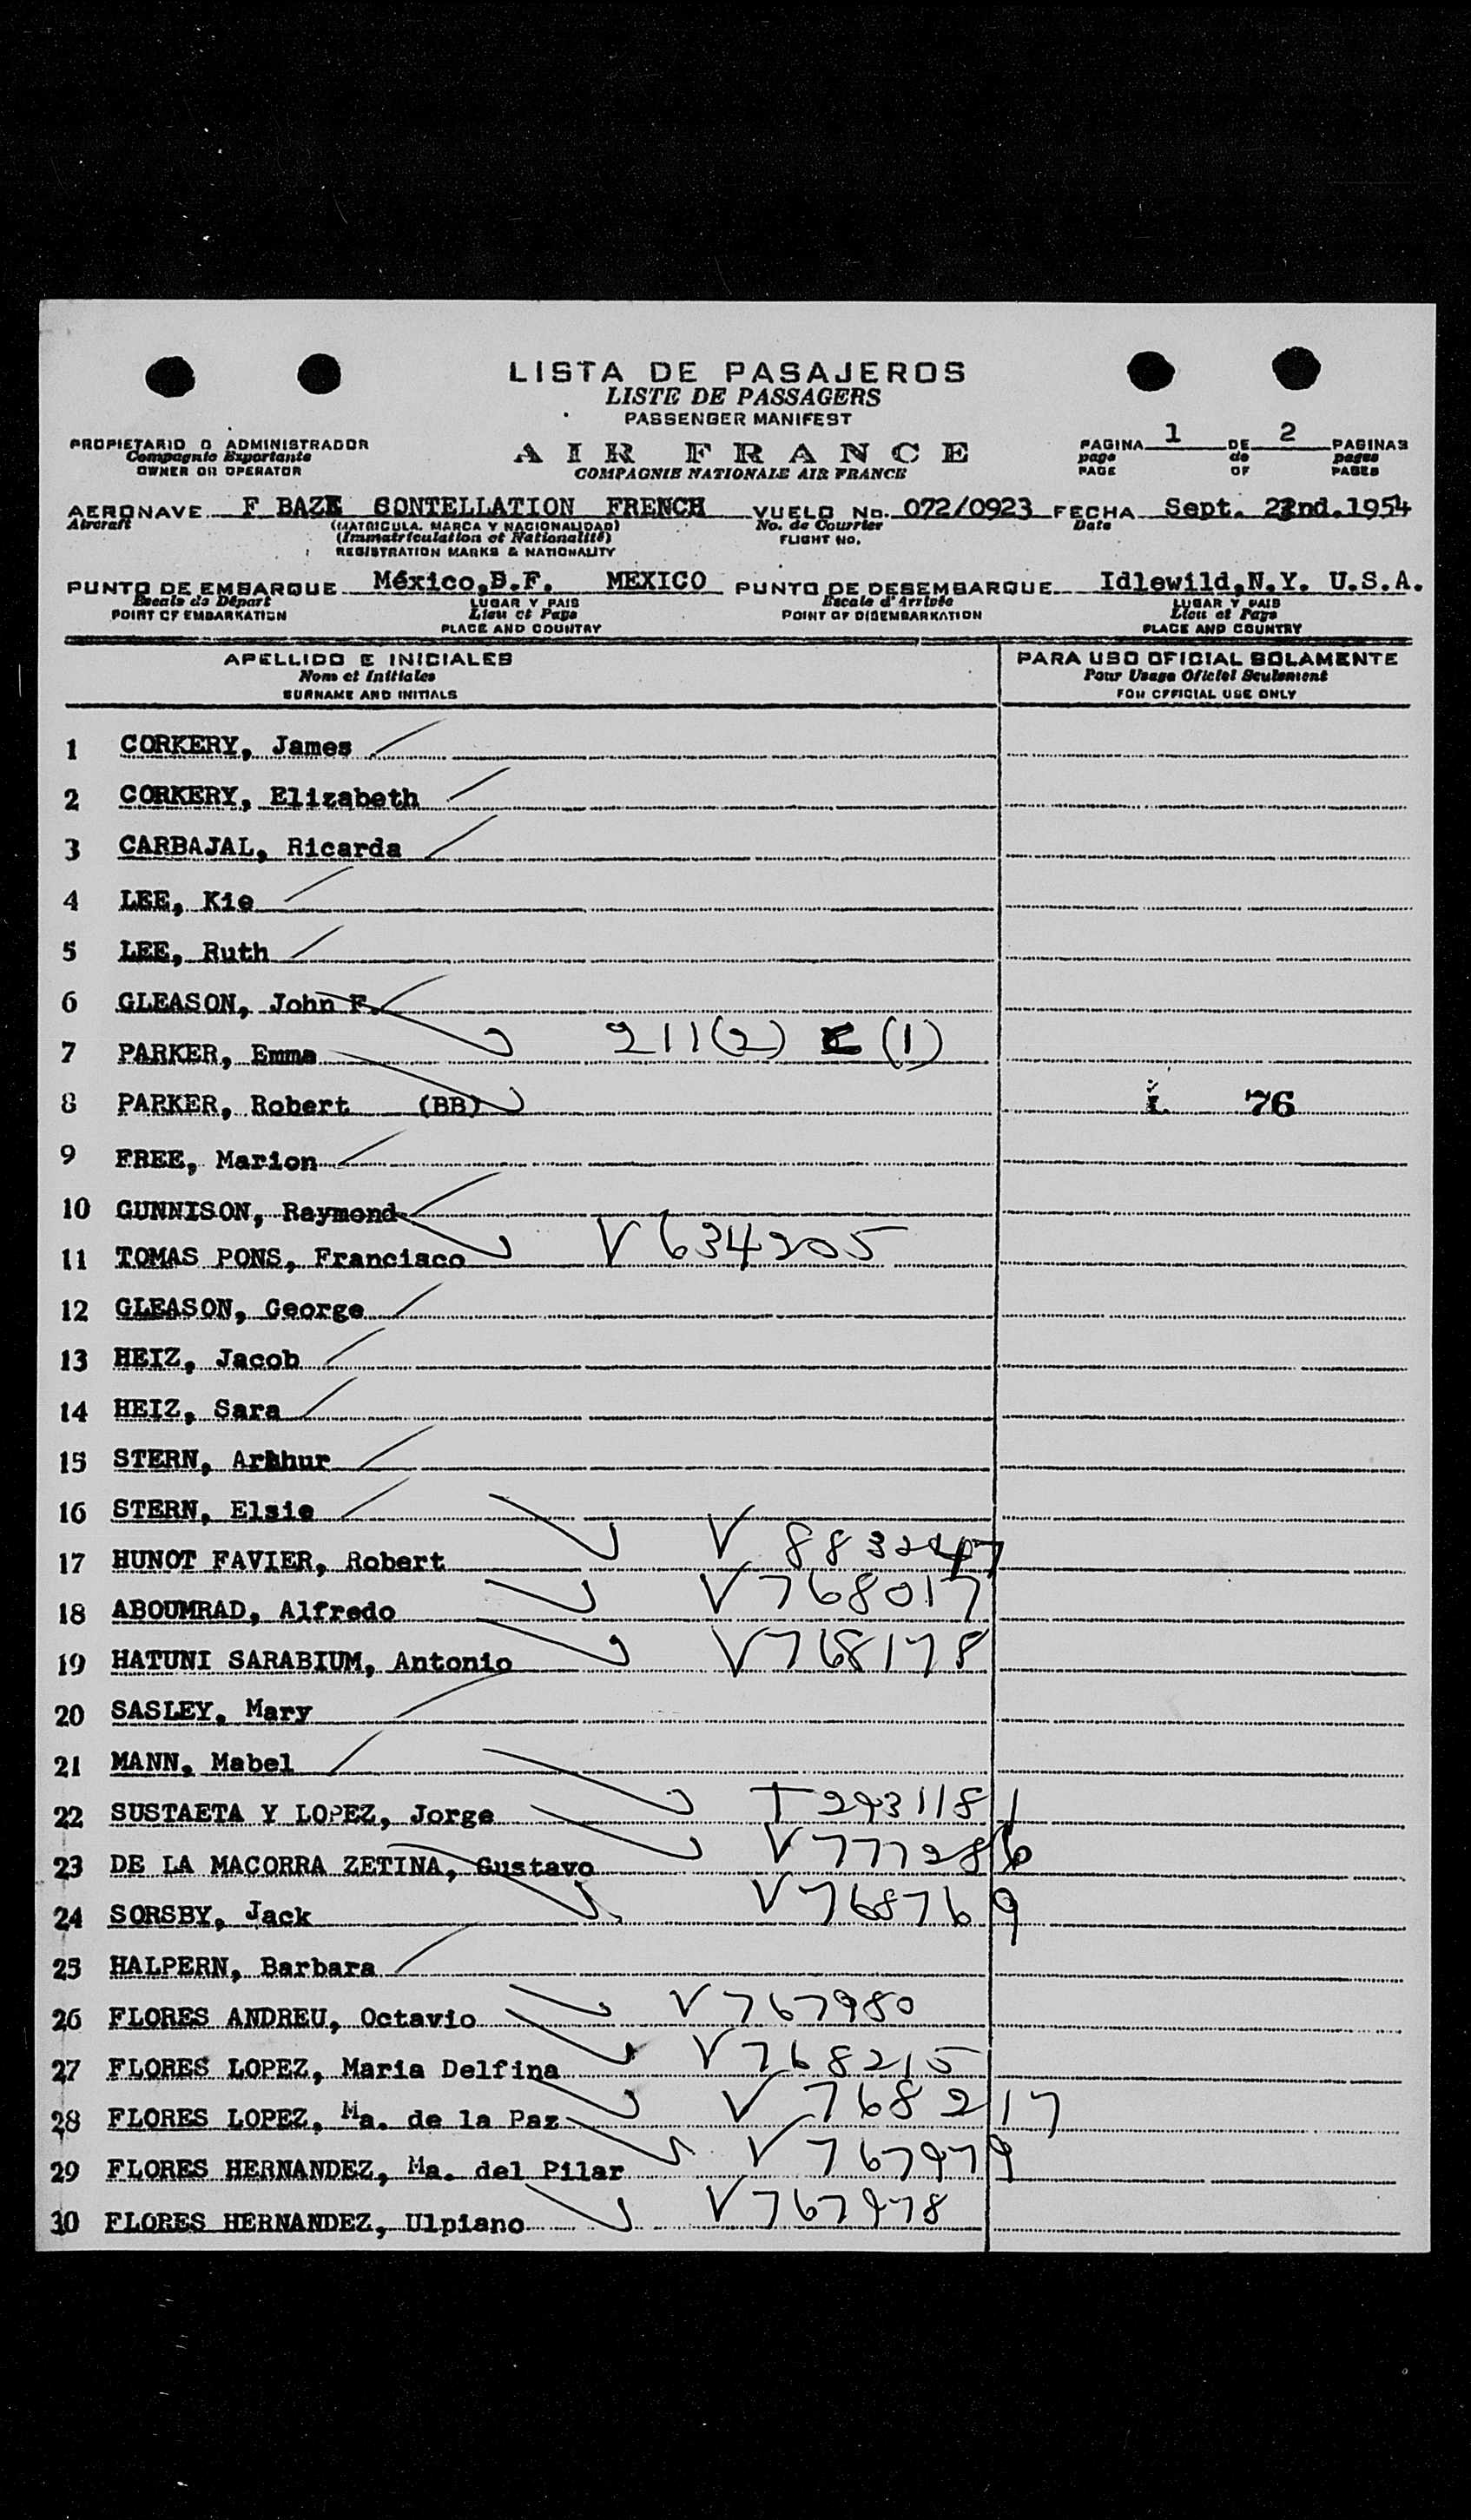 LISTA DE PASAJEROS
LISTE DE PASSAGERS
PASSENGER MANIFEST
PROPIETARIO O ADMINISTRADOR
Compagnie Exportante
OWNER OR OPERATOR
AIR FRANCE
COMPAGNIE NATIONALE AIR FRANCE
PAGINA 1 DE 2 PAGINAS
page de pages
PAGE OF PAGES
AERONAVE F BAZE CONTELLATION FRENCH VUELO No. 072/0923 FECHA Sept. 22nd.1954
Aircraft (MATRICULA. MARCA Y NACIONALIDAD) No. de Courrier Date
(Immatriculation et Nationalité) FLIGHT NO.
REGISTRATION MARKS & NATIONALITY
PUNTO DE EMBARQUE México,D.F. MEXICO PUNTO DE DESEMBARQUE Idlewild,N.Y. U.S.A.
Escale de Départ LUGAR Y PAIS Escale d'Arrivée LUGAR Y PAIS
POINT OF EMBARKATION Lieu et Pays POINT OF DISEMBARKATION Lieu et Pays
PLACE AND COUNTRY PLACE AND COUNTRY
APELLIDO E INICIALES PARA USO OFICIAL SOLAMENTE
Nom et Initiales Pour Usage Oficiel Seulement
SURNAME AND INITIALS FOR OFFICIAL USE ONLY
1 CORKERY, James
2 CORKERY, Elizabeth
3 CARBAJAL, Ricarda
4 LEE, Kie
5 LEE, Ruth
6 GLEASON, John F.
7 PARKER, Emma 211(2) (1)
8 PARKER, Robert (BB) 76
9 FREE, Marion
10 GUNNISON, Raymond
11 TOMAS PONS, Francisco V 634205
12 GLEASON, George
13 HEIZ, Jacob
14 HEIZ, Sara
15 STERN, Arthur
16 STERN, Elsie
17 HUNOT FAVIER, Robert V 883247
18 ABOUMRAD, Alfredo V768017
19 HATUNI SARABIUM, Antonio V768178
20 SASLEY, Mary
21 MANN, Mabel
22 SUSTAETA Y LOPEZ, Jorge T2931181
23 DE LA MACORRA ZETINA, Gustavo V777286
24 SORSBY, Jack V768769
25 HALPERN, Barbara
26 FLORES ANDREU, Octavio V767980
27 FLORES LOPEZ, Maria Delfina V768215
28 FLORES LOPEZ, Ma. de la Paz V 768217
29 FLORES HERNANDEZ, Ma. del Pilar V 767979
30 FLORES HERNANDEZ, Ulpiano V767978